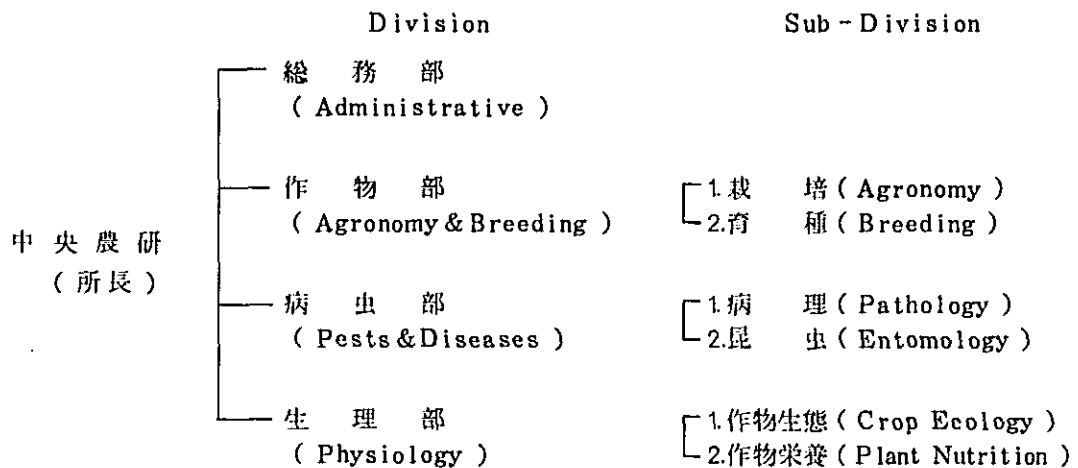 Division Sub-Division
総務部
( Administrative )
作物部 1.栽培 ( Agronomy )
( Agronomy & Breeding ) 2.育種 ( Breeding )
中央農研
( 所長 )
病虫部 1.病理 ( Pathology )
( Pests & Diseases ) 2.昆虫 ( Entomology )
生理部 1.作物生態 ( Crop Ecology )
( Physiology ) 2.作物栄養 ( Plant Nutrition )